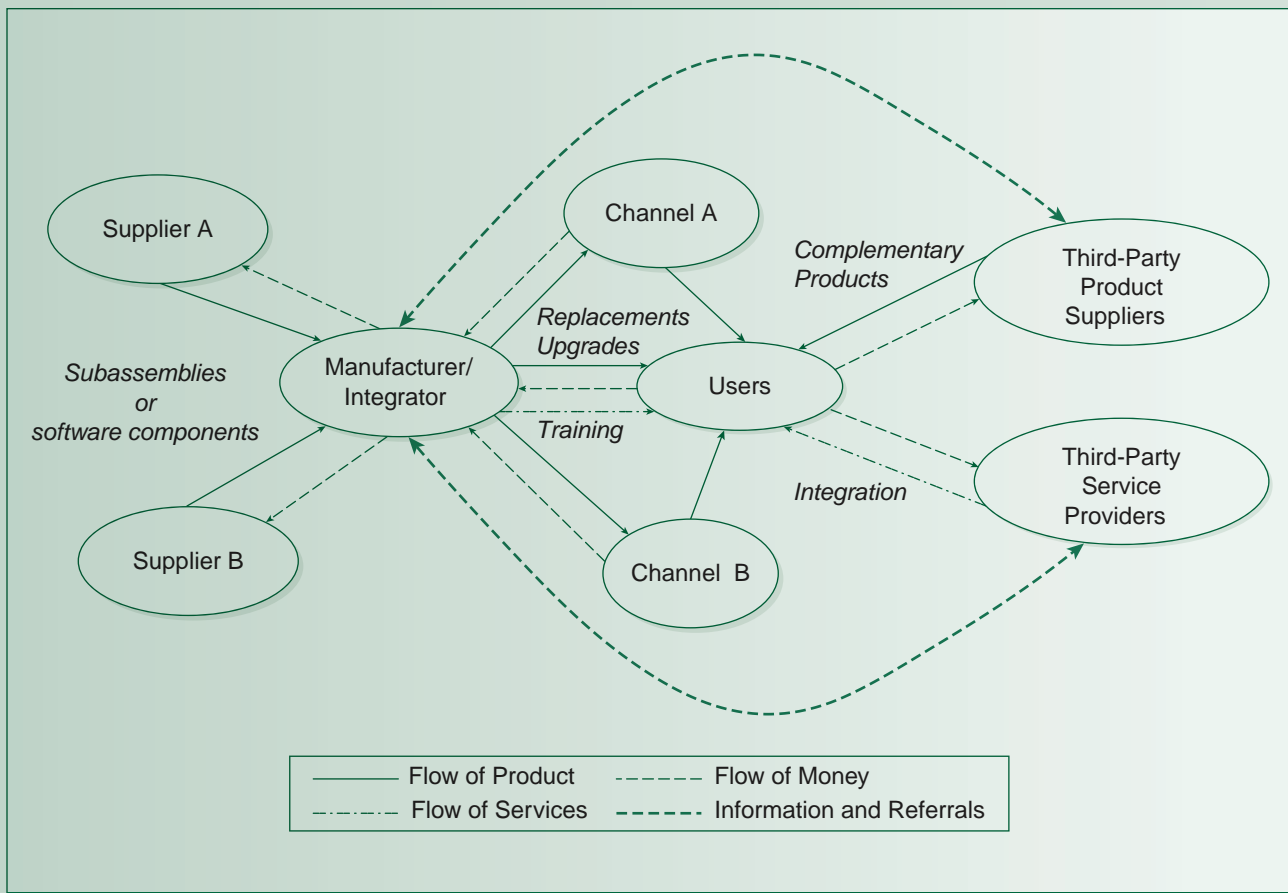 Supplier A
Channel A
Complementary
Products
Third-Party
Product
Suppliers
Replacements
Upgrades
Manufacturer/
Integrator
Subassemblies
or
software components
Users
Training
Integration
Third-Party
Service
Providers
Supplier B
Channel B
Flow of Product
Flow of Money
Flow of Services
Information and Referrals